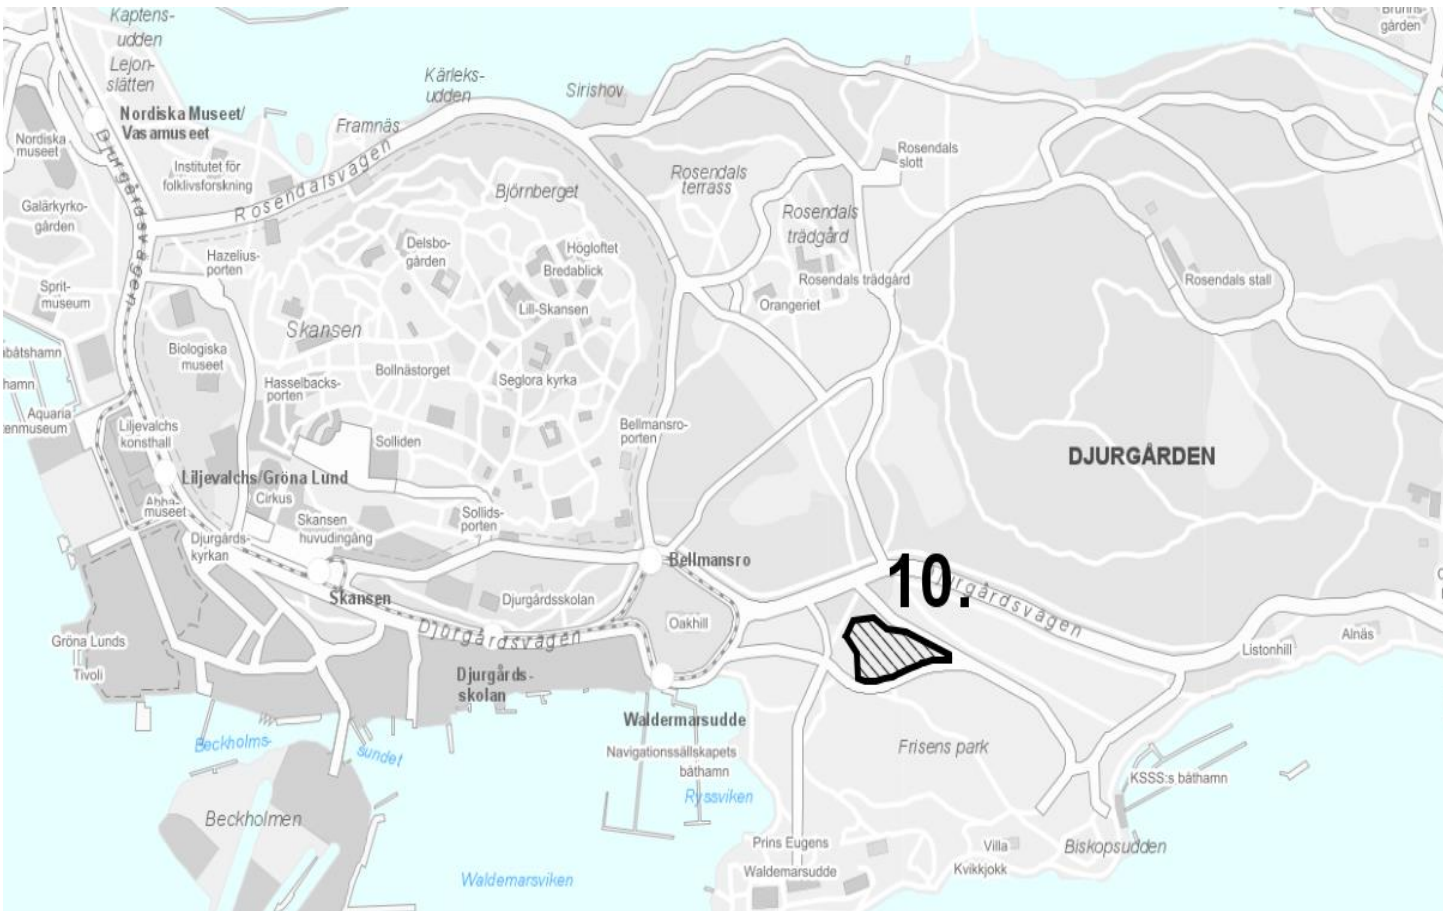 Kaptens-
udden
Lejon-
slätten
Brunns-
gården
Kärleks-
udden
Sirishov
Nordiska Museet/
Vasamuseet
Framnäs
Nordiska
museet
Institutet för
folklivsforskning
Djurgårdsvägen
Rosendalsvägen
Björnberget
Rosendals
terrass
Rosendals
slott
Galärkyrko-
gården
Rosendals
trädgård
Hazelius-
porten
Delsbo-
gården
Högloftet
Bredablick
Rosendals trädgård
Rosendals stall
Sprit-
museum
Lill-Skansen
Orangeriet
Skansen
Biologiska
museet
Bollnästorget
Seglora kyrka
Hasselbacks-
porten
Aquaria
Liljevalchs
konsthall
Solliden
Bellmansro-
porten
DJURGÅRDEN
Liljevalchs/Gröna Lund
Cirkus
Abba-
museet
Skansen
huvudingång
Sollids-
porten
Djurgårds-
kyrkan
Bellmansro
10.
Djurgårdsvägen
Skansen
Djurgårdsskolan
Djurgårdsvägen
Oakhill
Gröna Lunds
Tivoli
Listonhill
Alnäs
Djurgårds-
skolan
Waldermarsudde
Beckholms-
sundet
Navigationssällskapets
båthamn
Frisens park
KSSS:s båthamn
Ryssviken
Beckholmen
Prins Eugens
Waldemarsudde
Villa
Kvikkjokk
Biskopsudden
Waldemarsviken